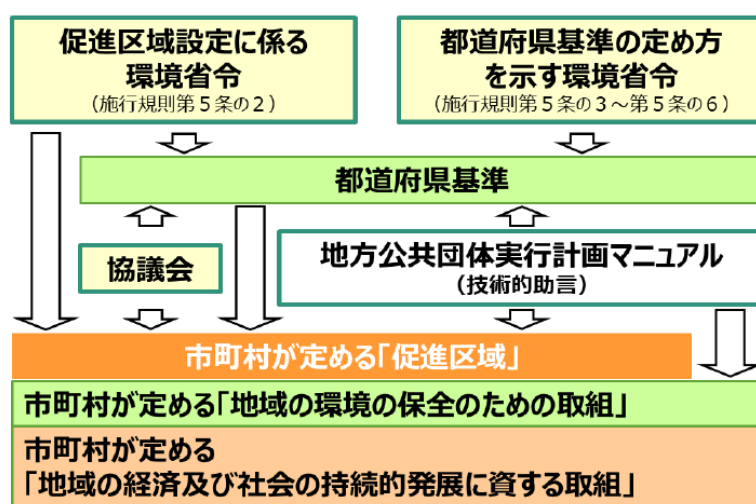 促進区域設定に係る
環境省令
（施行規則第５条の２）
都道府県基準の定め方
を示す環境省令
（施行規則第５条の３～第５条の６）
都道府県基準
協議会
地方公共団体実行計画マニュアル
（技術的助言）
市町村が定める「促進区域」
市町村が定める「地域の環境の保全のための取組」
市町村が定める
「地域の経済及び社会の持続的発展に資する取組」